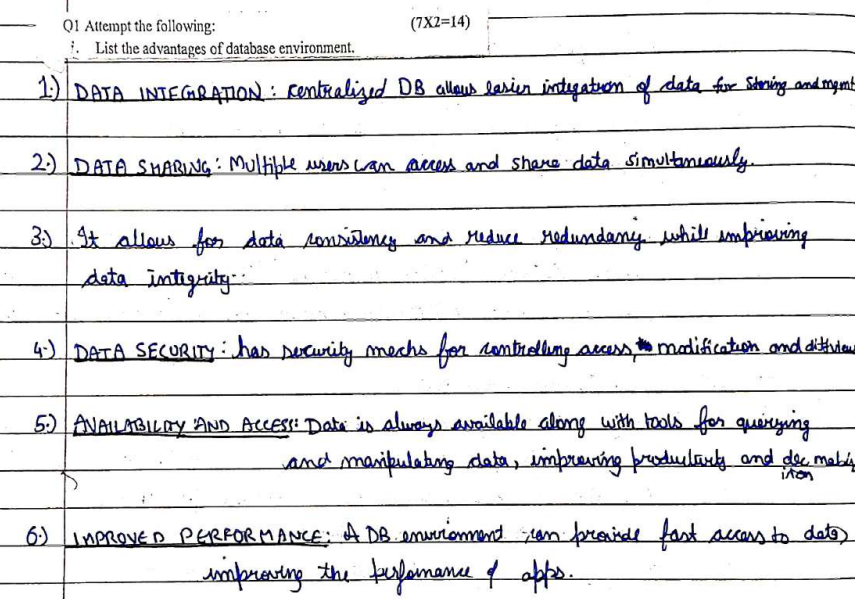 Q1 Attempt the following: (7X2=14)
i. List the advantages of database environment.
1.) DATA INTEGRATION: Centralized DB allows easier integration of data for storing and mgmt
2.) DATA SHARING: Multiple users can access and share data simultaneously.
3.) It allows for data consistency and reduce redundany while improving
data integrity.
4.) DATA SECURITY: has security mechs for controlling access, modification and
5.) AVAILABILITY AND ACCESS: Data is always available along with tools for querying
and manipulating data, improving productivity and dec making
ision
6.) IMPROVED PERFORMANCE: A DB environment can provide fast access to data,
improving the perfomance of apps.